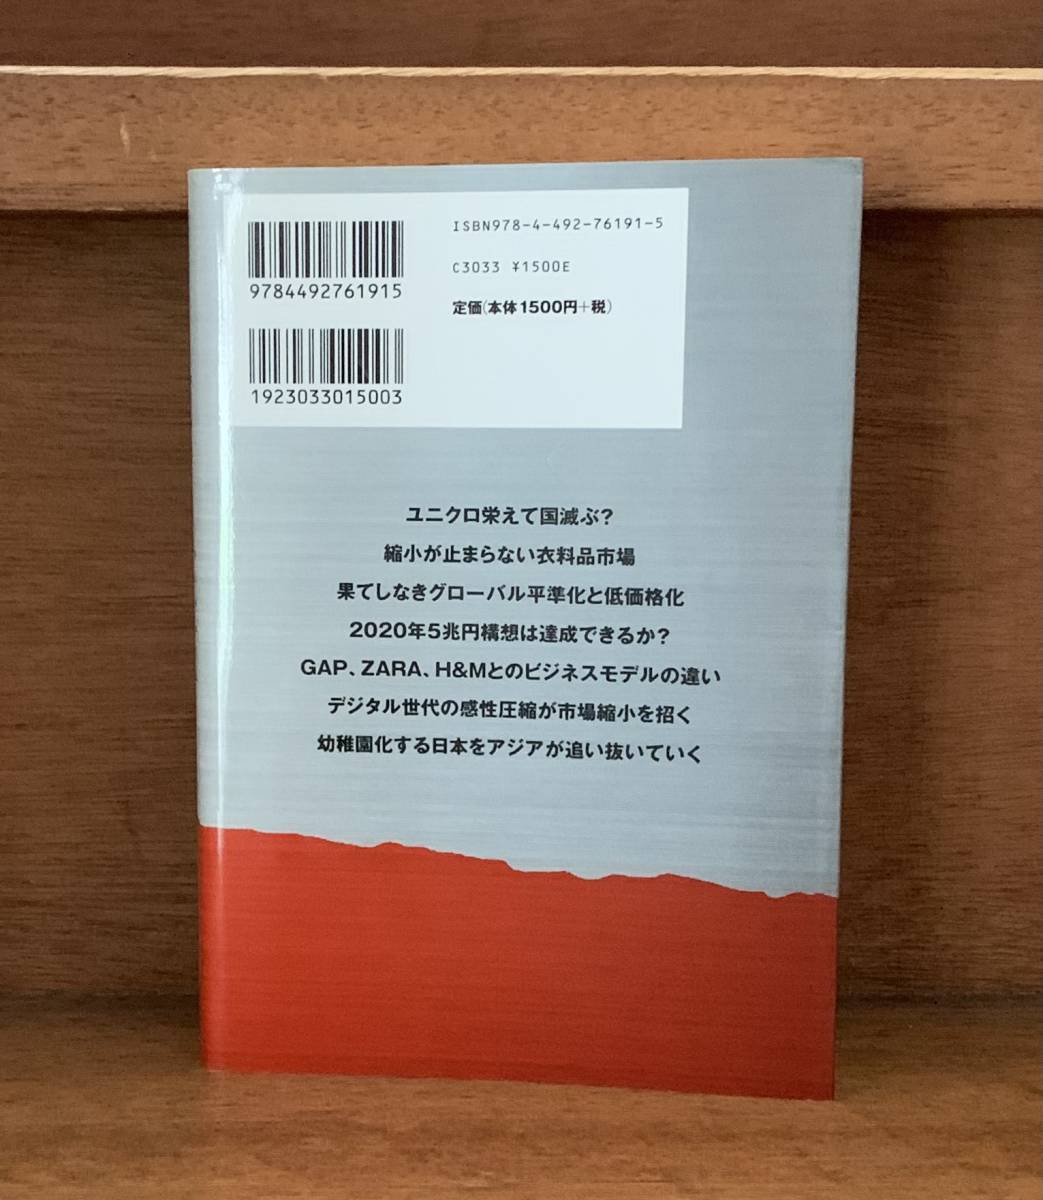 ISBN978-4-492-76191-5
C3033 ¥1500E
定価(本体1500円+税)
9784492761915
1923033015003
ユニクロ栄えて国滅ぶ?
縮小が止まらない衣料品市場
果てしなきグローバル平準化と低価格化
2020年5兆円構想は達成できるか?
GAP、ZARA、H&Mとのビジネスモデルの違い
デジタル世代の感性圧縮が市場縮小を招く
幼稚園化する日本をアジアが追い抜いていく